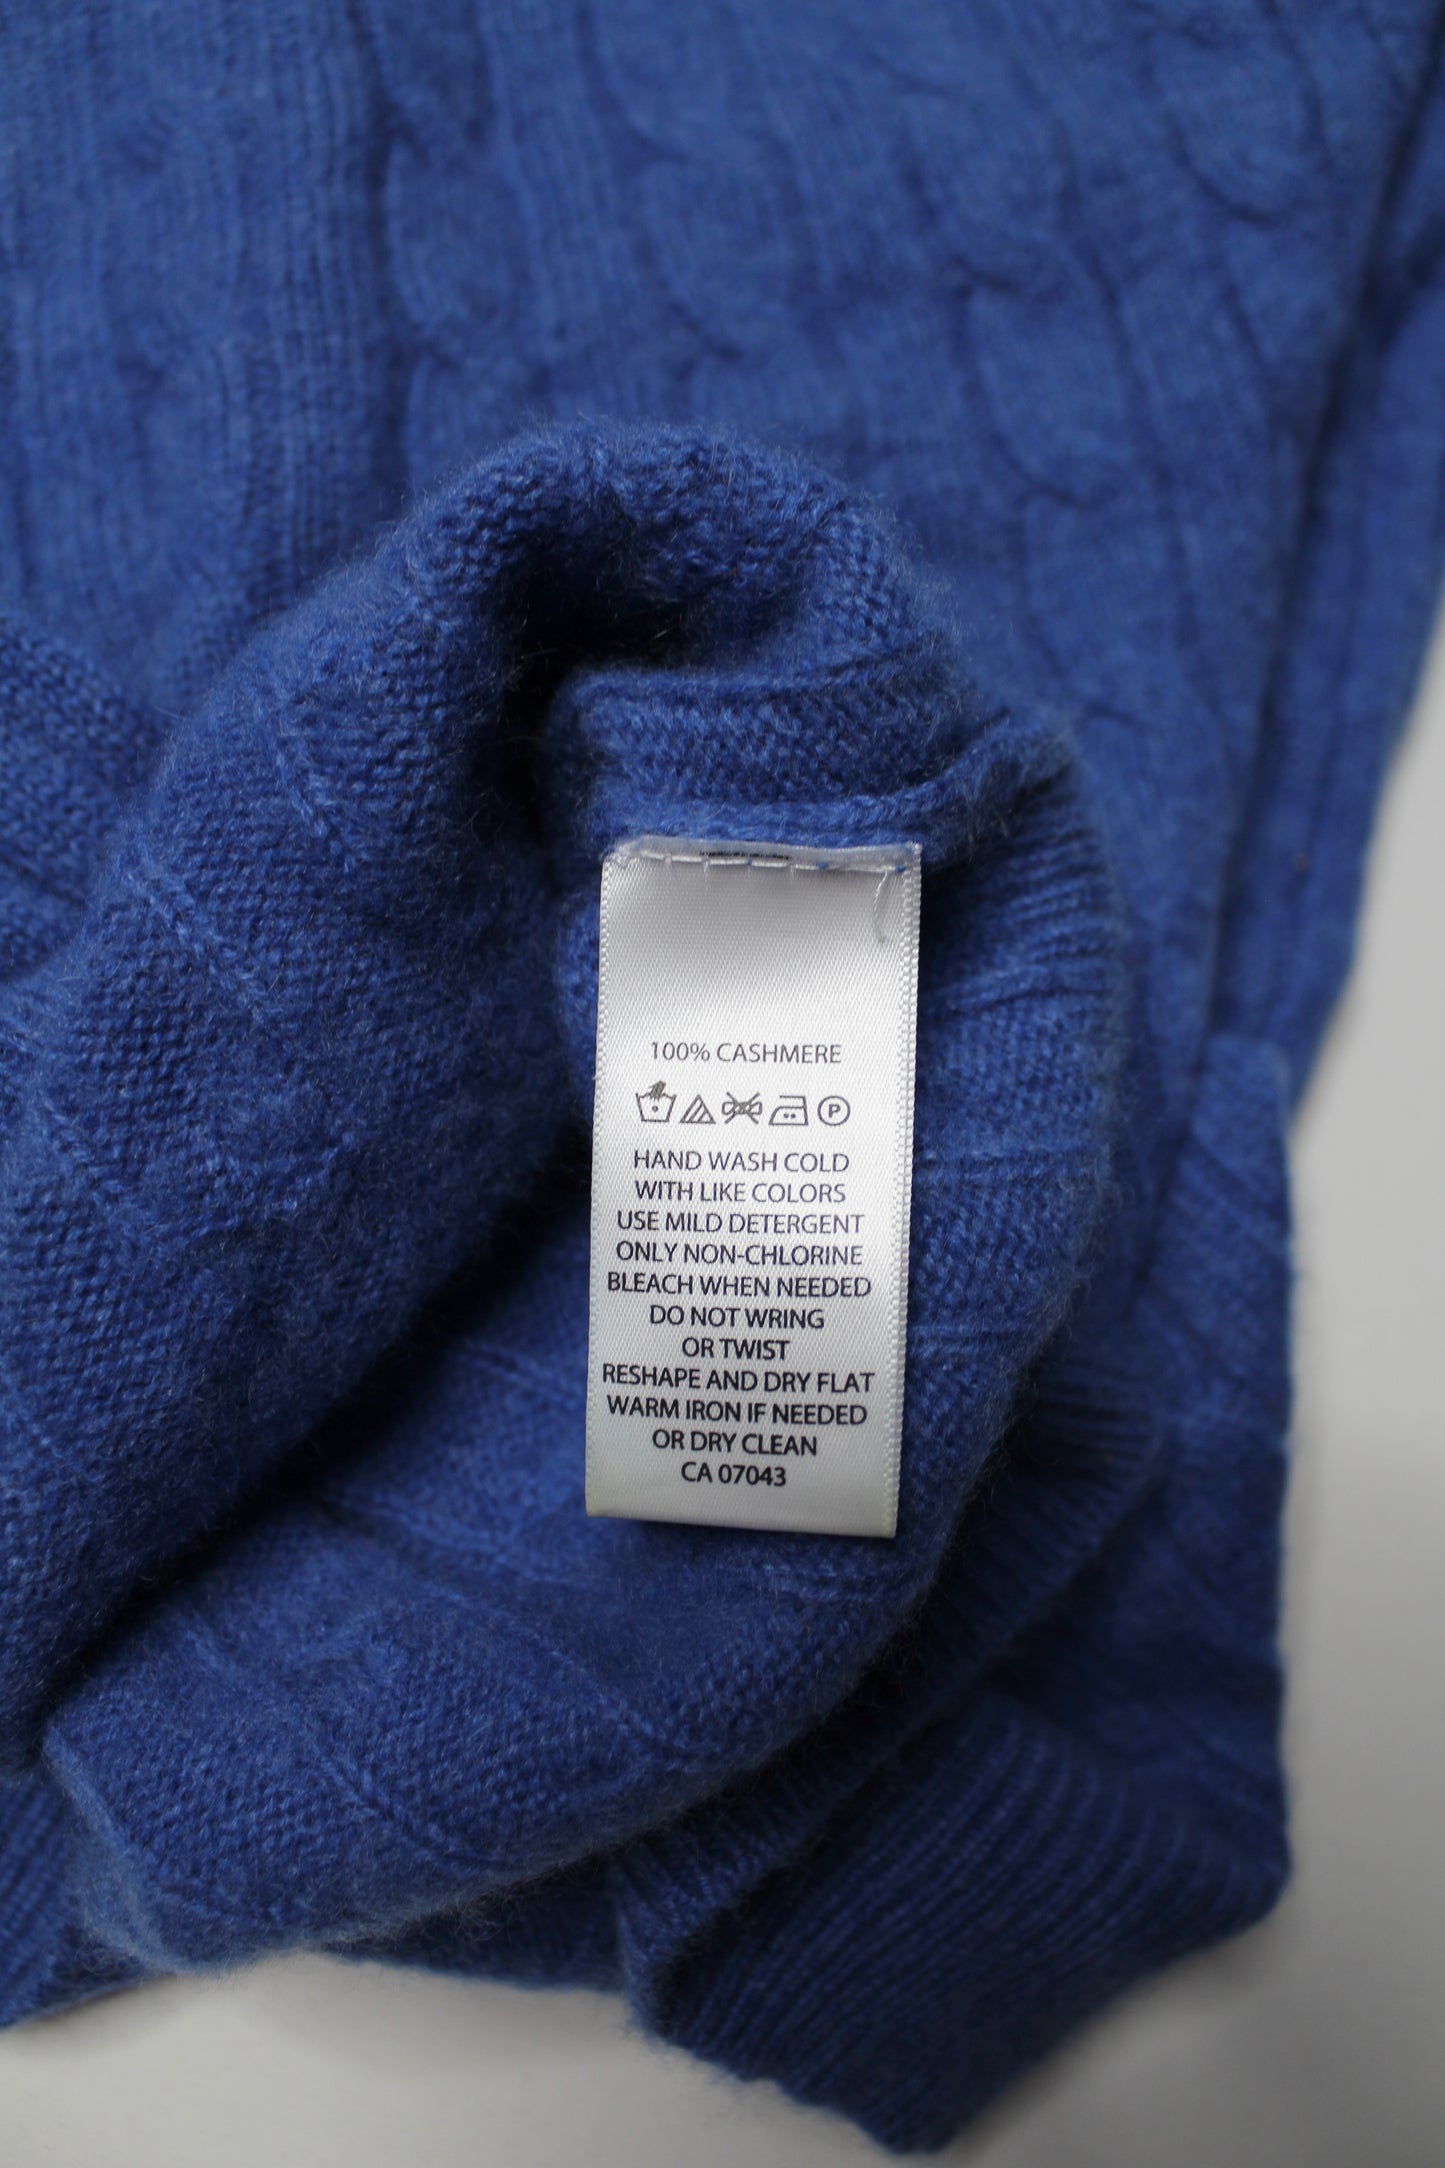 100% CASHMERE
P
HAND WASH COLD
WITH LIKE COLORS
USE MILD DETERGENT
ONLY NON-CHLORINE
BLEACH WHEN NEEDED
DO NOT WRING
OR TWIST
RESHAPE AND DRY FLAT
WARM IRON IF NEEDED
OR DRY CLEAN
CA 07043